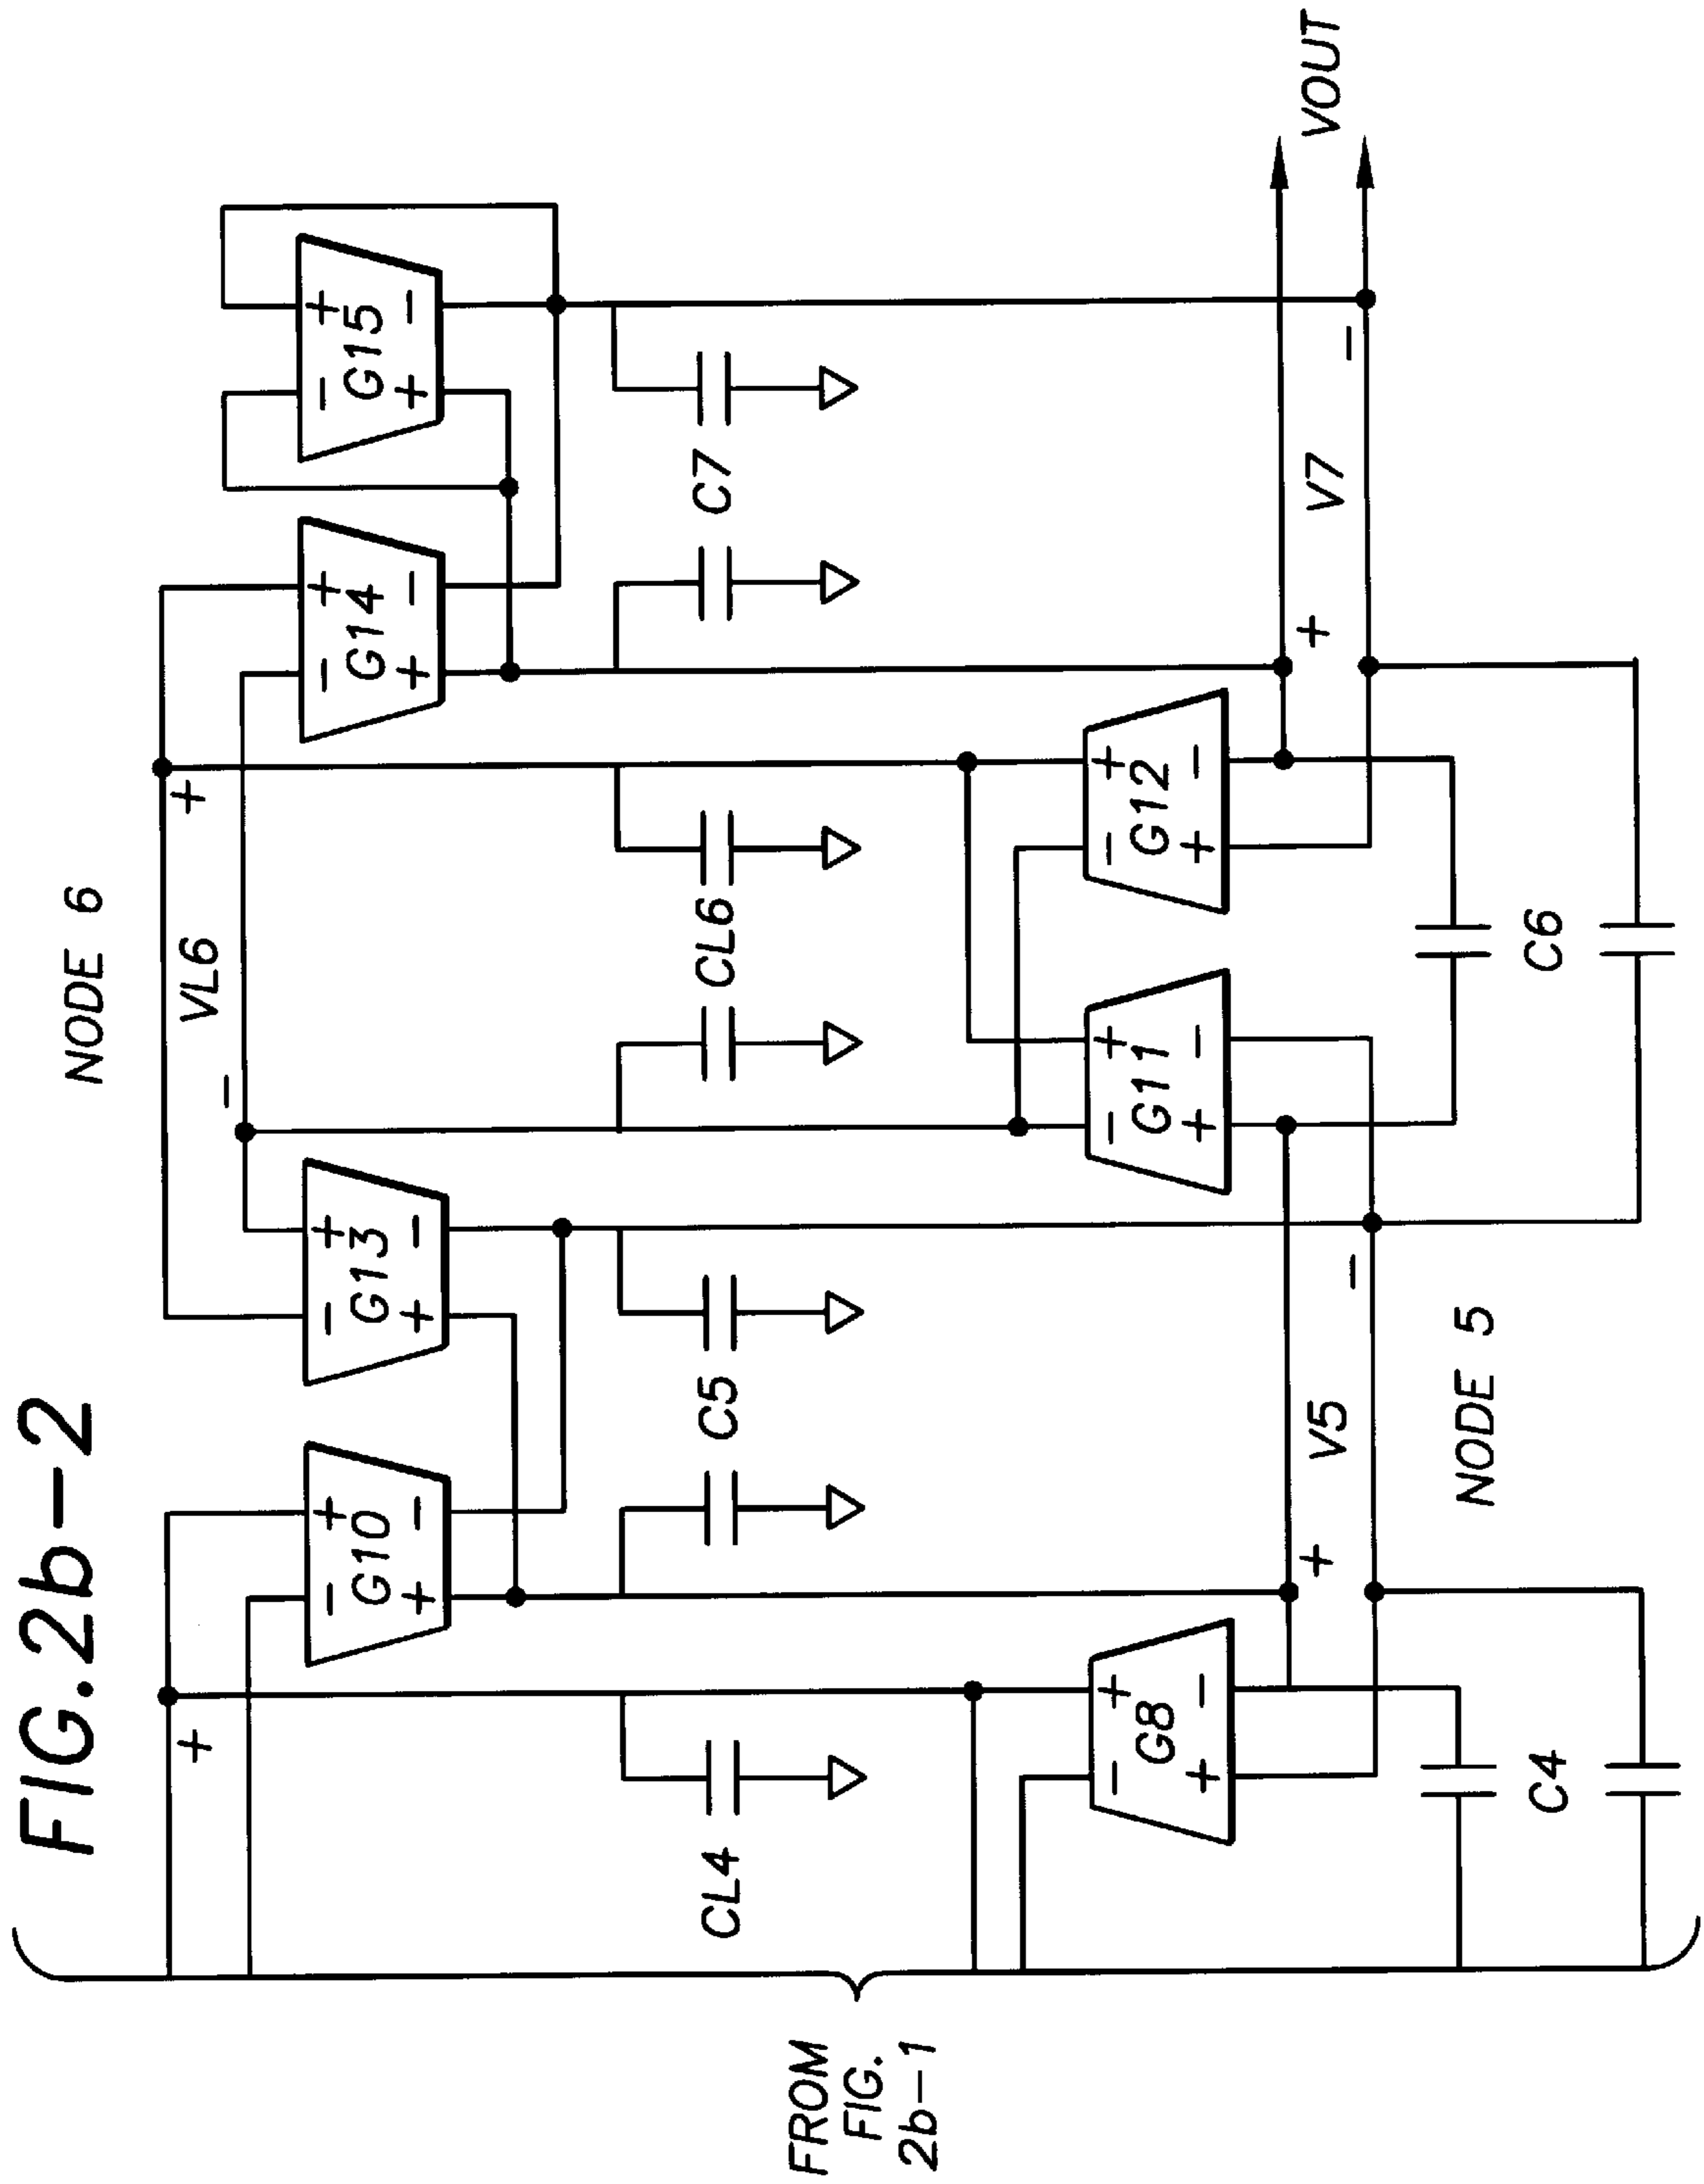 FIG.2b-2
NODE 6
+
VL6
-
+
- +
G10
+ -
- +
G13
+ -
- +
G14
+ -
- +
G15
+ -
CL4
C5
CL6
C7
- +
G8
+ -
- +
G11
+ -
- +
G12
+ -
+
V5
-
+
V7
-
VOUT
NODE 5
C4
C6
FROM
FIG.
2b-1